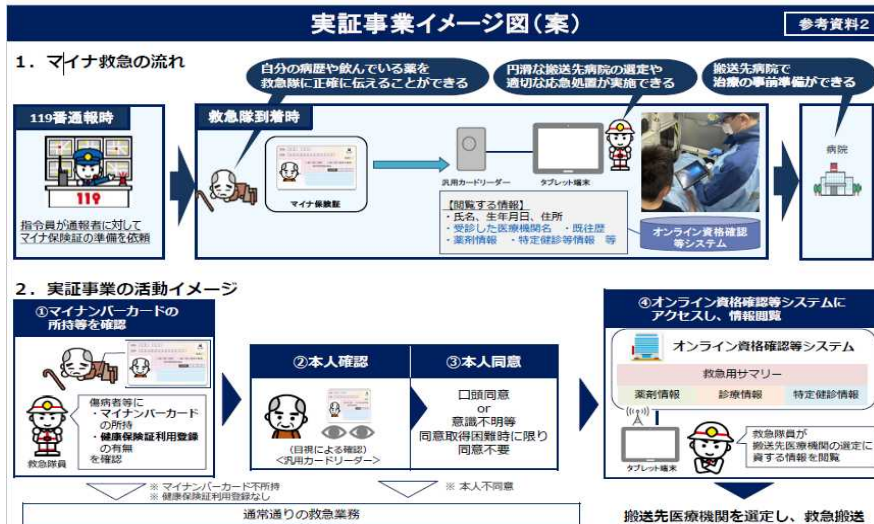 実証事業イメージ図(案)
参考資料2
1.マイナ救急の流れ
自分の病歴や飲んでいる薬を
救急隊に正確に伝えることができる
円滑な搬送先病院の選定や
適切な応急処置が実施できる
搬送先病院で
治療の事前準備ができる
119番通報時
119
指令員が通報者に対して
マイナ保険証の準備を依頼
救急隊到着時
マイナ保険証
汎用カードリーダー
タブレット端末
【閲覧する情報】
・氏名、生年月日、住所
・受診した医療機関名 ・既往歴
・薬剤情報 ・特定健診等情報 等
オンライン資格確認
等システム
病院
2.実証事業の活動イメージ
①マイナンバーカードの
所持等を確認
救急隊員
傷病者等に
・マイナンバーカード
の所持
・健康保険証利用登録
の有無
を確認
②本人確認
(目視による確認)
<汎用カードリーダー>
③本人同意
口頭同意
or
意識不明等
同意取得困難時に限り
同意不要
④オンライン資格確認等システムに
アクセスし、情報閲覧
オンライン資格確認等システム
救急用サマリー
薬剤情報 診療情報 特定健診情報
タブレット端末
救急隊員が
搬送先医療機関の選定に
資する情報を閲覧
※ マイナンバーカード不所持
※ 健康保険証利用登録なし
※ 本人不同意
通常通りの救急業務
搬送先医療機関を選定し、救急搬送